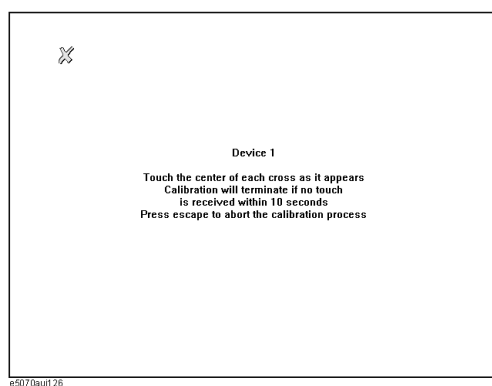 Device 1
Touch the center of each cross as it appears
Calibration will terminate if no touch
is received within 10 seconds
Press escape to abort the calibration process
e5070auj126